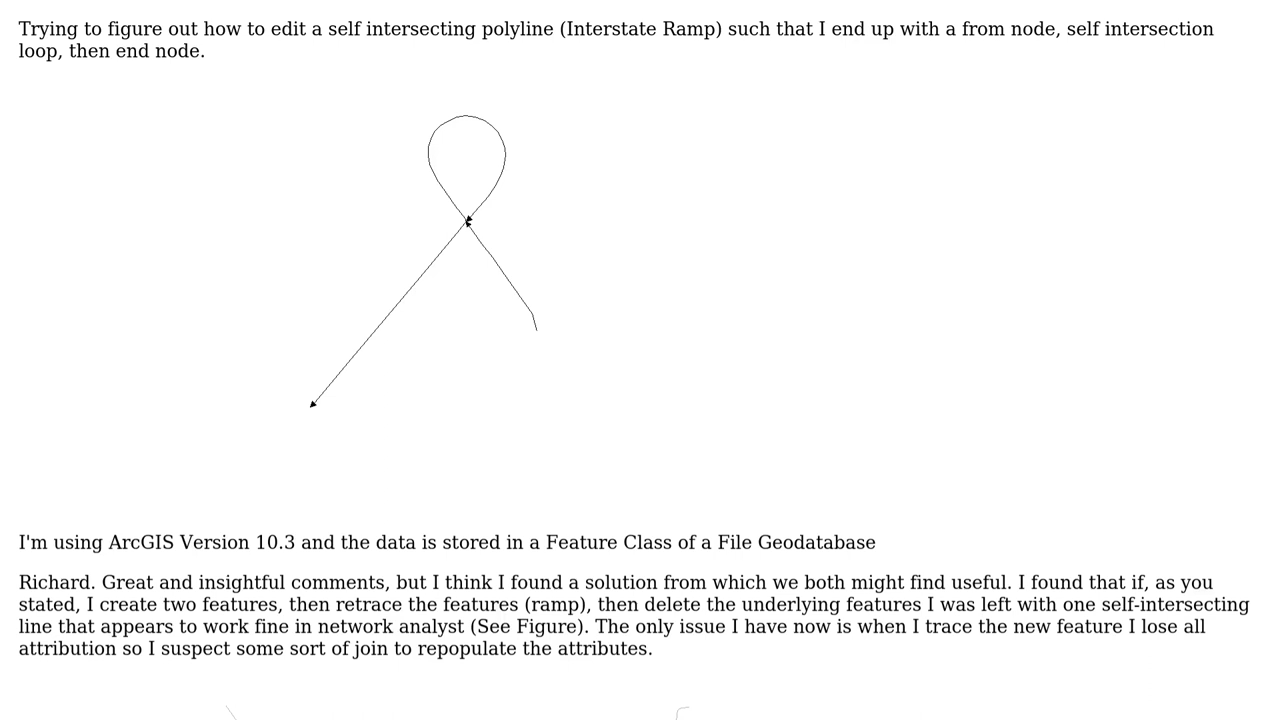 Trying to figure out how to edit a self intersecting polyline (Interstate Ramp) such that I end up with a from node, self intersection
loop, then end node.
I'm using ArcGIS Version 10.3 and the data is stored in a Feature Class of a File Geodatabase
Richard. Great and insightful comments, but I think I found a solution from which we both might find useful. I found that if, as you
stated, I create two features, then retrace the features (ramp), then delete the underlying features I was left with one self-intersecting
line that appears to work fine in network analyst (See Figure). The only issue I have now is when I trace the new feature I lose all
attribution so I suspect some sort of join to repopulate the attributes.